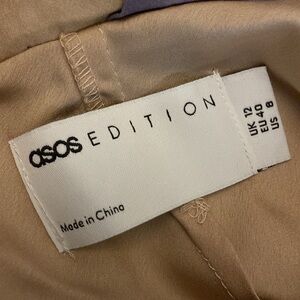 asos EDITION
Made in China
UK 12
EU 40
US 8